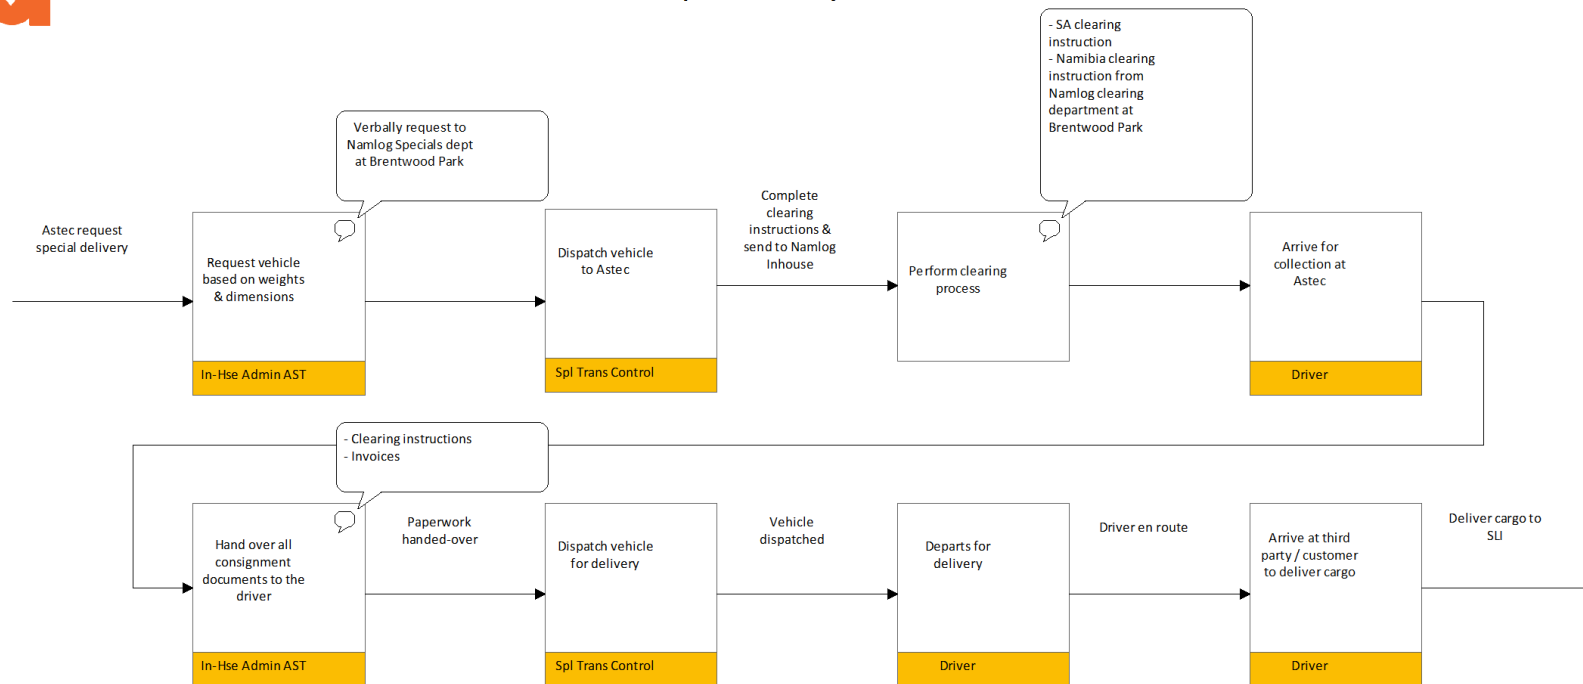 - SA clearing
instruction
- Namibia clearing
instruction from
Namlog clearing
department at
Brentwood Park
Verbally request to
Namlog Specials dept
at Brentwood Park
Astec request
special delivery
Request vehicle
based on weights
& dimensions
In-Hse Admin AST
Dispatch vehicle
to Astec
Spl Trans Control
Complete
clearing
instructions &
send to Namlog
Inhouse
Perform clearing
process
Arrive for
collection at
Astec
Driver
- Clearing instructions
- Invoices
Hand over all
consignment
documents to the
driver
In-Hse Admin AST
Paperwork
handed-over
Dispatch vehicle
for delivery
Spl Trans Control
Vehicle
dispatched
Departs for
delivery
Driver
Driver en route
Arrive at third
party / customer
to deliver cargo
Driver
Deliver cargo to
SLI